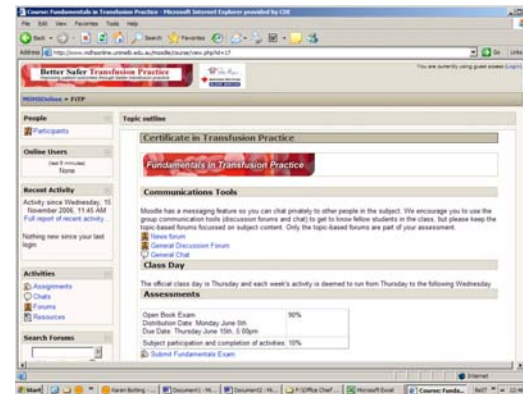 Course: Fundamentals in Transfusion Practice - Microsoft Internet Explorer provided by CDE
File Edit View Favorites Tools Help
Back Search Favorites
Address http://www.mdhsonline.unimelb.edu.au/moodle/course/view.php?id=17 Go Links
Better Safer Transfusion Practice
You are currently using guest access (Login)
MDHSOnline » FiTP
People
Participants
Online Users
(last 5 minutes)
None
Recent Activity
Activity since Wednesday, 15 November 2006, 11:45 AM
Full report of recent activity...
Nothing new since your last login
Activities
Assignments
Chats
Forums
Resources
Search Forums
Topic outline
Certificate in Transfusion Practice
Fundamentals in Transfusion Practice
Communications Tools
Moodle has a messaging feature so you can chat privately to other people in the subject. We encourage you to use the
group communication tools (discussion forums and chat) to get to know fellow students in the class, but please keep the
topic-based forums focussed on subject content. Only the topic-based forums are part of your assessment.
News forum
General Discussion Forum
General Chat
Class Day
The official class day is Thursday and each week's activity is deemed to run from Thursday to the following Wednesday
Assessments
Open Book Exam 90%
Distribution Date: Monday June 5th
Due Date: Thursday June 15th, 5:00pm
Subject participation and completion of activities 10%
Submit Fundamentals Exam
Internet
Start Karen Botting - ... Document1 - Mi... Document2 - Mi... F:\Office Chef ... Microsoft Excel Course: Funda...